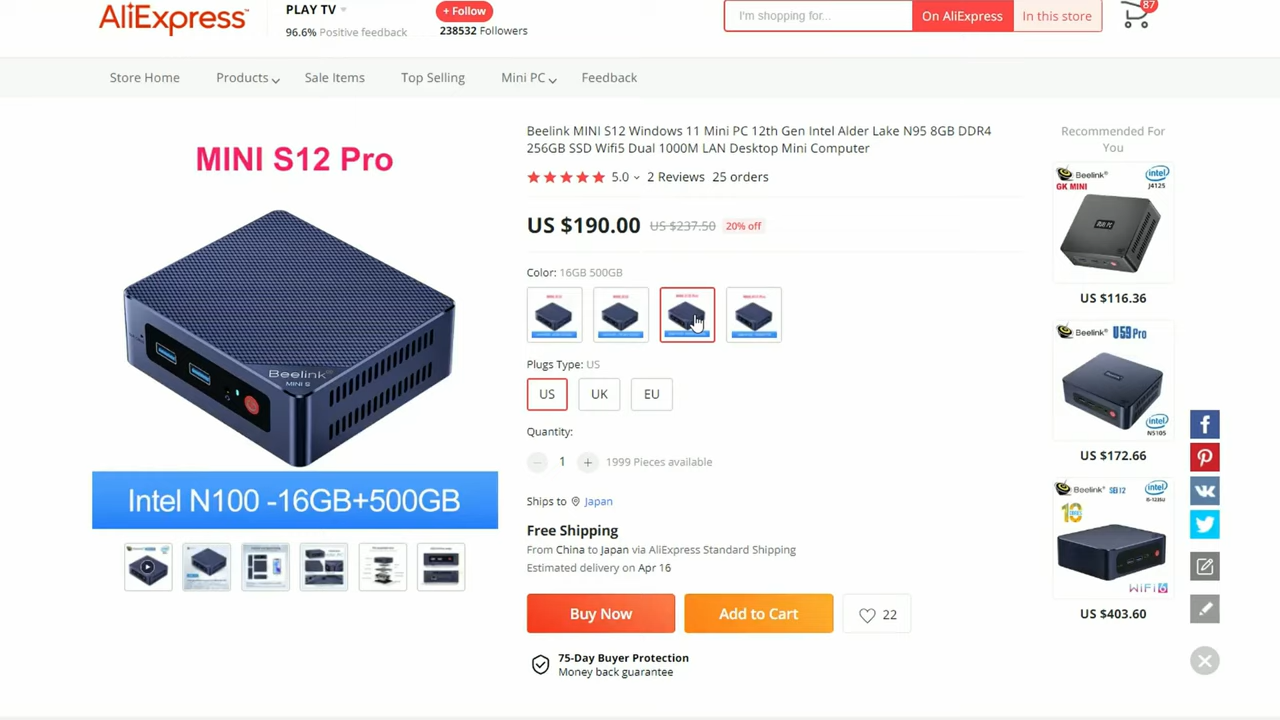 AliExpress
PLAY TV
96.6% Positive feedback
+ Follow
238532 Followers
I'm shopping for...
On AliExpress
In this store
87
Store Home
Products
Sale Items
Top Selling
Mini PC
Feedback
MINI S12 Pro
Beelink
MINI S
Intel N100 -16GB+500GB
Beelink MINI S12 Windows 11 Mini PC 12th Gen Intel Alder Lake N95 8GB DDR4
256GB SSD Wifi5 Dual 1000M LAN Desktop Mini Computer
5.0
2 Reviews
25 orders
US $190.00
US $237.50
20% off
Color: 16GB 500GB
Plugs Type: US
US
UK
EU
Quantity:
1
1999 Pieces available
Ships to
Japan
Free Shipping
From China to Japan via AliExpress Standard Shipping
Estimated delivery on Apr 16
Buy Now
Add to Cart
22
75-Day Buyer Protection
Money back guarantee
Recommended For
You
Beelink
intel
GK MINI
J4125
US $116.36
Beelink
U59 Pro
intel
N5105
US $172.66
Beelink
intel
10
WiFi6
US $403.60